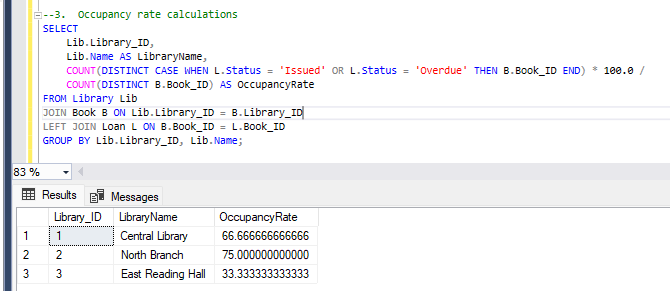 --3.  Occupancy rate calculations
SELECT
    Lib.Library_ID,
    Lib.Name AS LibraryName,
    COUNT(DISTINCT CASE WHEN L.Status = 'Issued' OR L.Status = 'Overdue' THEN B.Book_ID END) * 100.0 /
    COUNT(DISTINCT B.Book_ID) AS OccupancyRate
FROM Library Lib
JOIN Book B ON Lib.Library_ID = B.Library_ID
LEFT JOIN Loan L ON B.Book_ID = L.Book_ID
GROUP BY Lib.Library_ID, Lib.Name;
83 %
Results Messages
Library_ID LibraryName OccupancyRate
1 1 Central Library 66.666666666666
2 2 North Branch 75.000000000000
3 3 East Reading Hall 33.333333333333